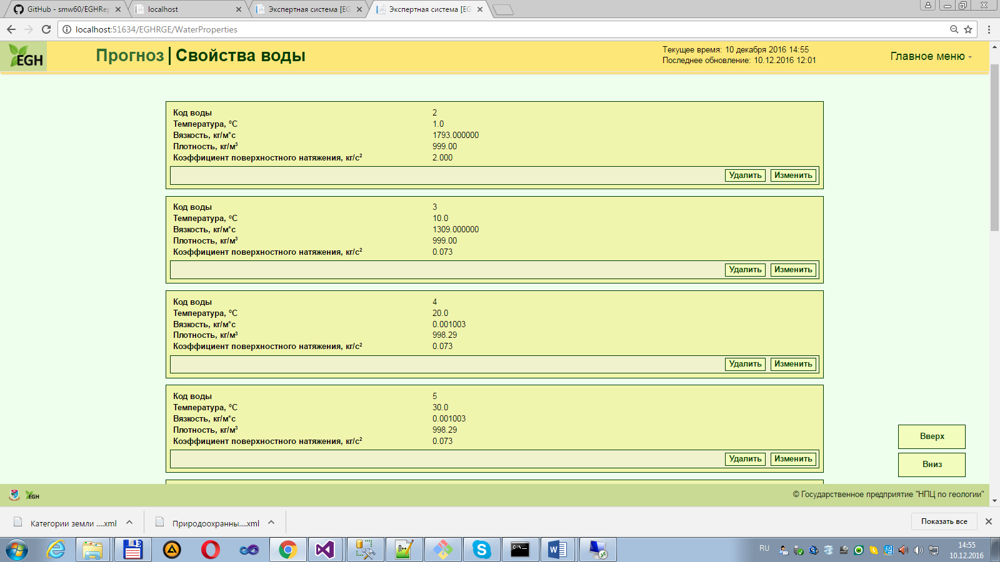 GitHub - smw60/EGHRep
localhost
Экспертная система [EG
Экспертная система [EG
localhost:51634/EGHRGE/WaterProperties
EGH
Прогноз | Свойства воды
Текущее время: 10 декабря 2016 14:55
Последнее обновление: 10.12.2016 12:01
Главное меню
Код воды 2
Температура, °C 1.0
Вязкость, кг/м*с 1793.000000
Плотность, кг/м³ 999.00
Коэффициент поверхностного натяжения, кг/с² 2.000
Удалить Изменить
Код воды 3
Температура, °C 10.0
Вязкость, кг/м*с 1309.000000
Плотность, кг/м³ 999.00
Коэффициент поверхностного натяжения, кг/с² 0.073
Удалить Изменить
Код воды 4
Температура, °C 20.0
Вязкость, кг/м*с 0.001003
Плотность, кг/м³ 998.29
Коэффициент поверхностного натяжения, кг/с² 0.073
Удалить Изменить
Код воды 5
Температура, °C 30.0
Вязкость, кг/м*с 0.001003
Плотность, кг/м³ 998.29
Коэффициент поверхностного натяжения, кг/с² 0.073
Удалить Изменить
Вверх
Вниз
EGH
© Государственное предприятие "НПЦ по геологии"
Категории земли ....xml
Природоохранны....xml
Показать все
RU
14:55
10.12.2016